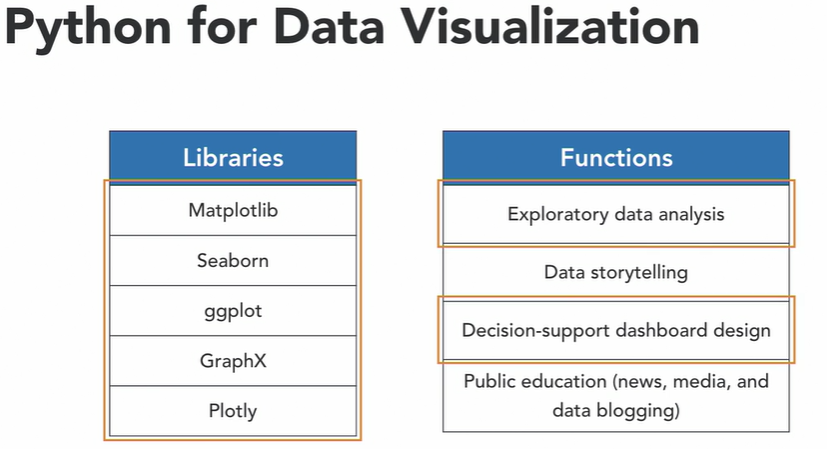 Python for Data Visualization
Libraries
Matplotlib
Seaborn
ggplot
GraphX
Plotly
Functions
Exploratory data analysis
Data storytelling
Decision-support dashboard design
Public education (news, media, and
data blogging)